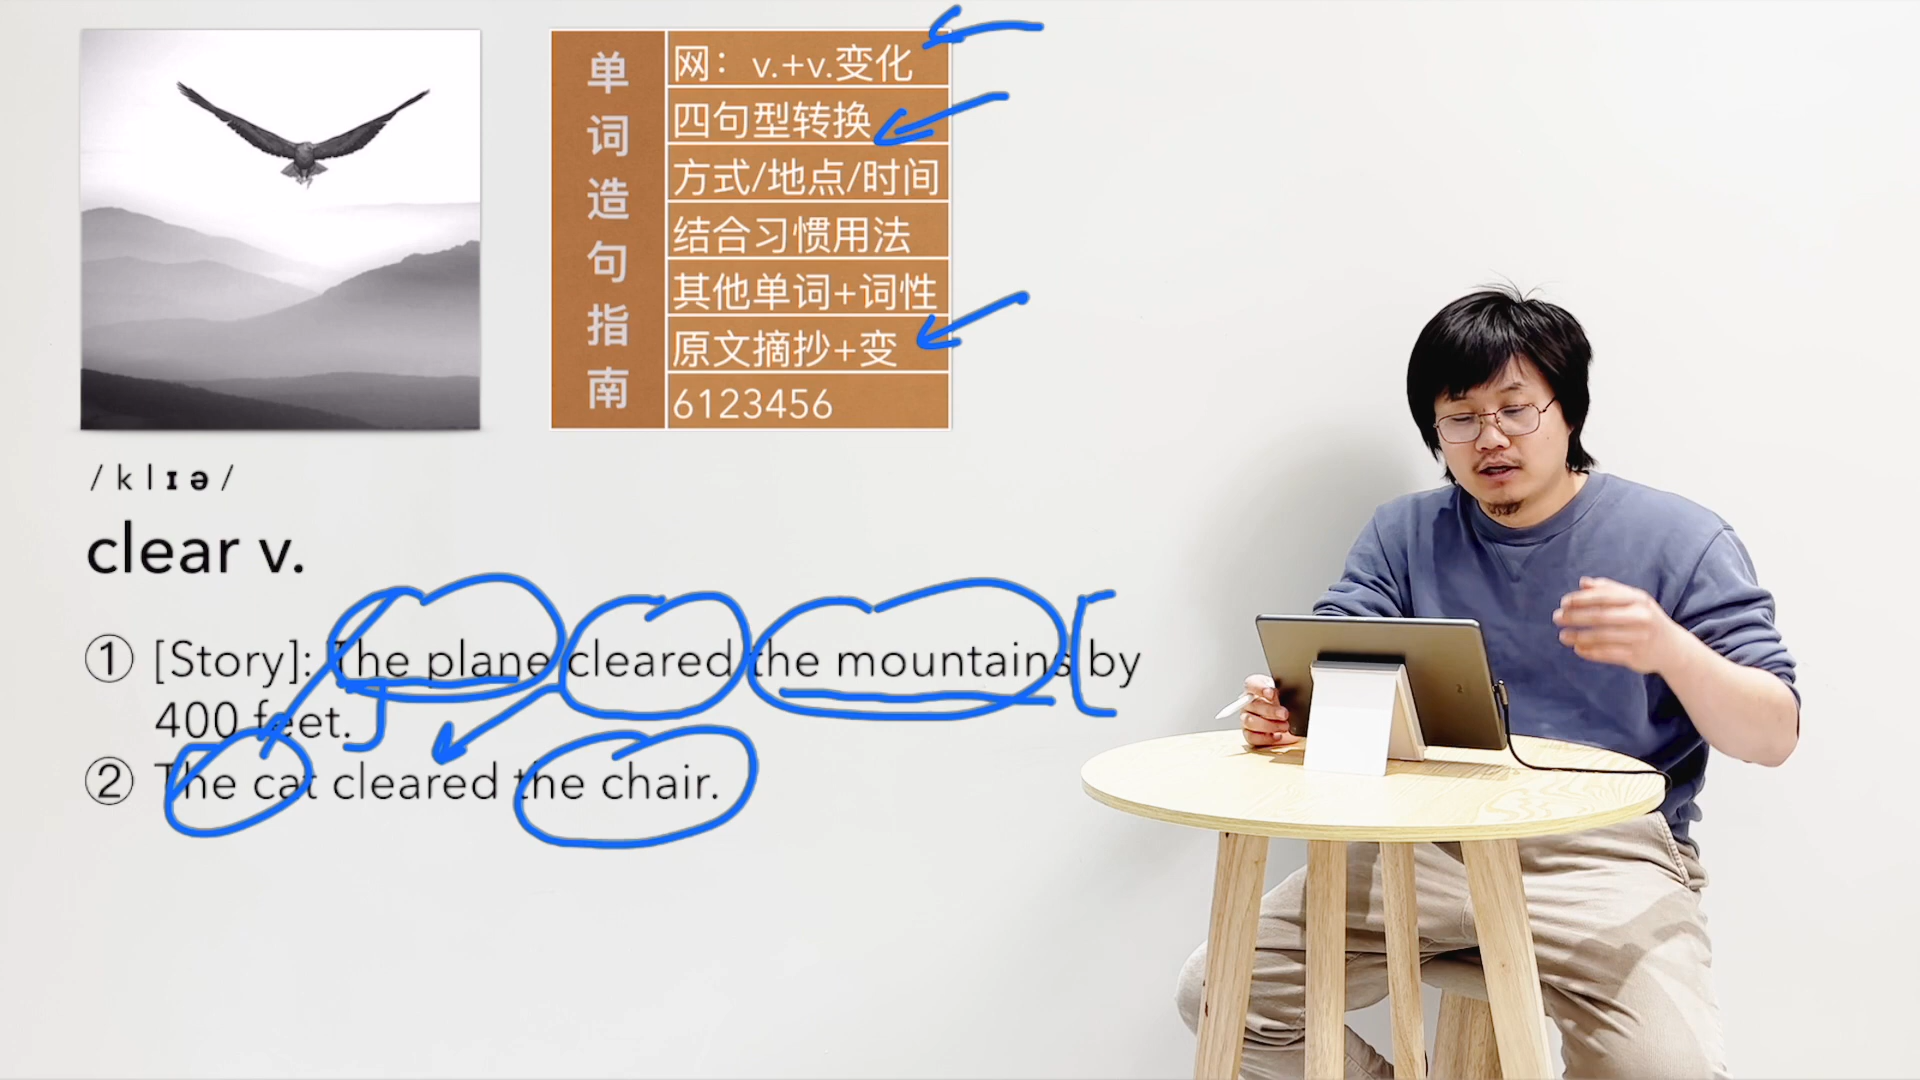 单词造句指南
网：v.+v.变化
四句型转换
方式/地点/时间
结合习惯用法
其他单词+词性
原文摘抄+变
6123456
/klɪə/
clear v.
① [Story]: The plane cleared the mountains by
400 feet.
② The cat cleared the chair.